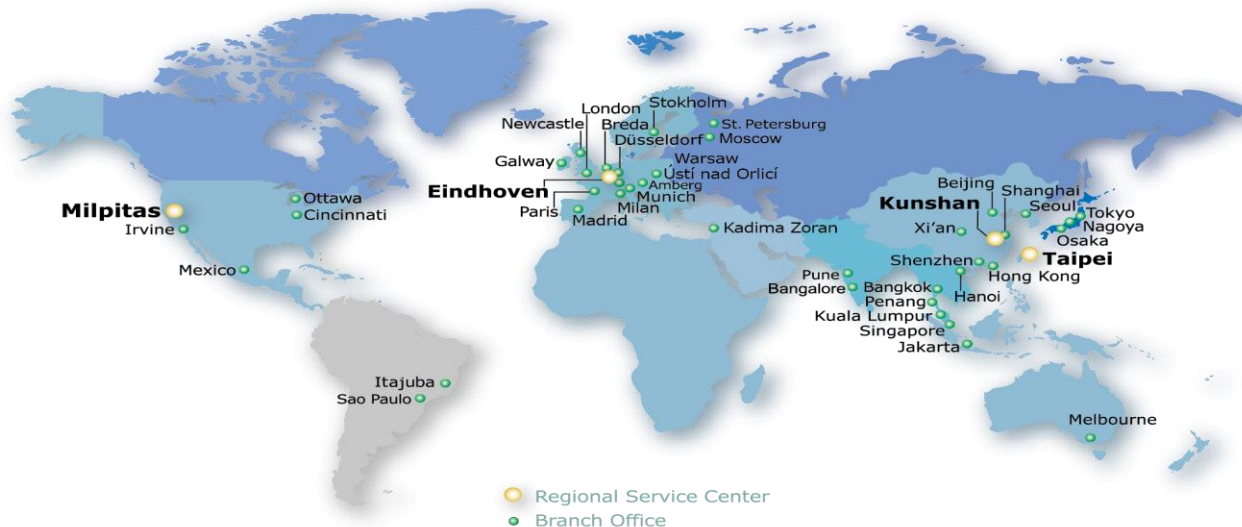 London
Stokholm
Newcastle
Breda
St. Petersburg
Düsseldorf
Moscow
Galway
Warsaw
Ústí nad Orlicí
Eindhoven
Amberg
Munich
Paris
Milan
Madrid
Kadima Zoran
Ottawa
Milpitas
Cincinnati
Irvine
Mexico
Beijing
Shanghai
Kunshan
Seoul
Tokyo
Nagoya
Xi'an
Osaka
Taipei
Shenzhen
Hong Kong
Pune
Bangalore
Bangkok
Hanoi
Penang
Kuala Lumpur
Singapore
Jakarta
Itajuba
Sao Paulo
Melbourne
Regional Service Center
Branch Office